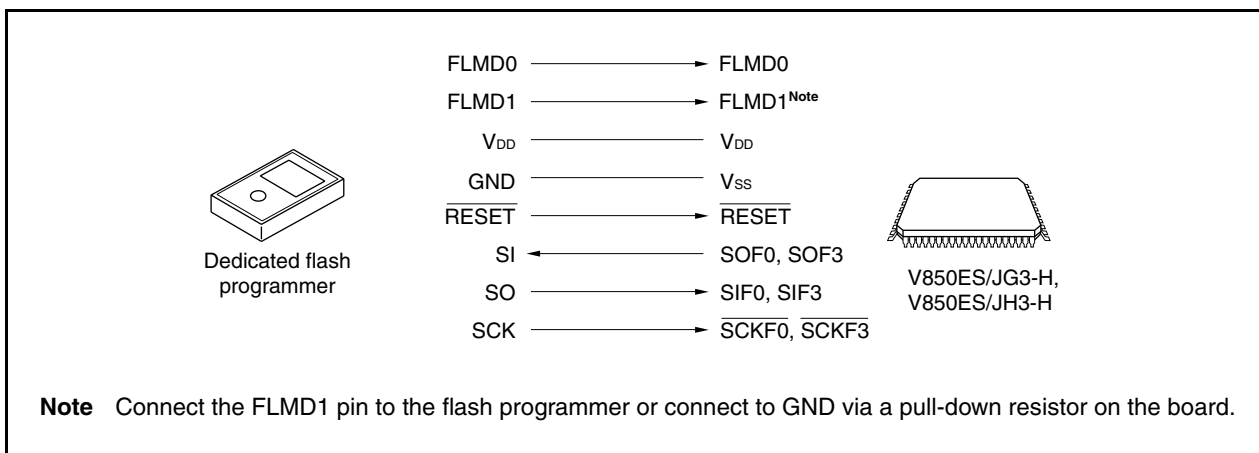 FLMD0 FLMD0
FLMD1 FLMD1Note
VDD VDD
GND VSS
RESET RESET
SI SOF0, SOF3
SO SIF0, SIF3
SCK SCKF0, SCKF3
Dedicated flash
programmer
V850ES/JG3-H,
V850ES/JH3-H
Note Connect the FLMD1 pin to the flash programmer or connect to GND via a pull-down resistor on the board.